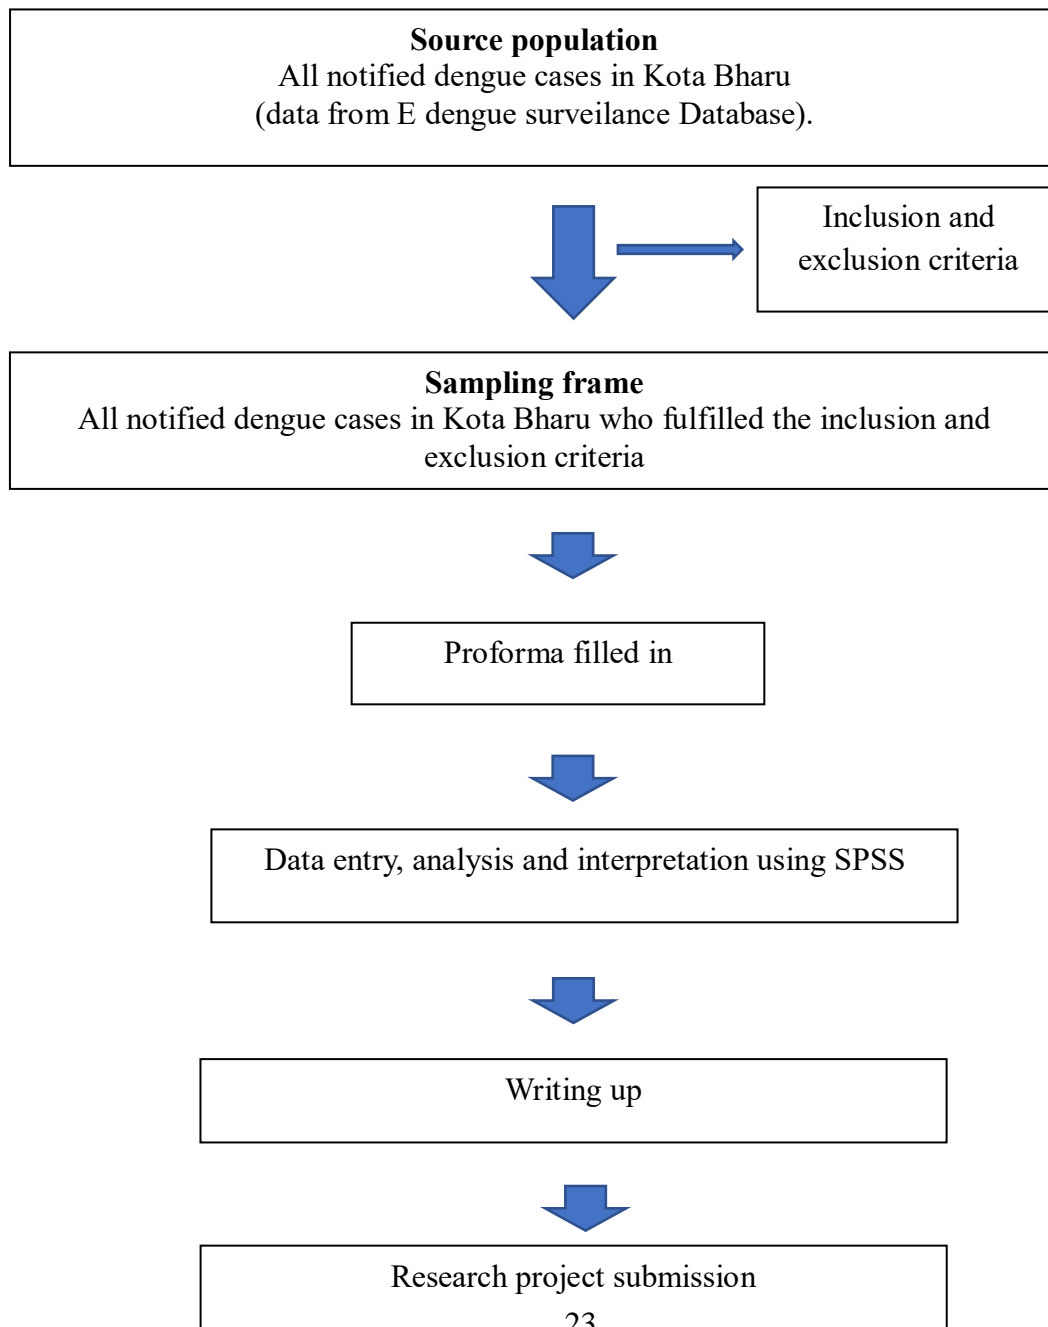 Source population
All notified dengue cases in Kota Bharu
(data from E dengue surveilance Database).
Inclusion and
exclusion criteria
Sampling frame
All notified dengue cases in Kota Bharu who fulfilled the inclusion and
exclusion criteria
Proforma filled in
Data entry, analysis and interpretation using SPSS
Writing up
Research project submission
23